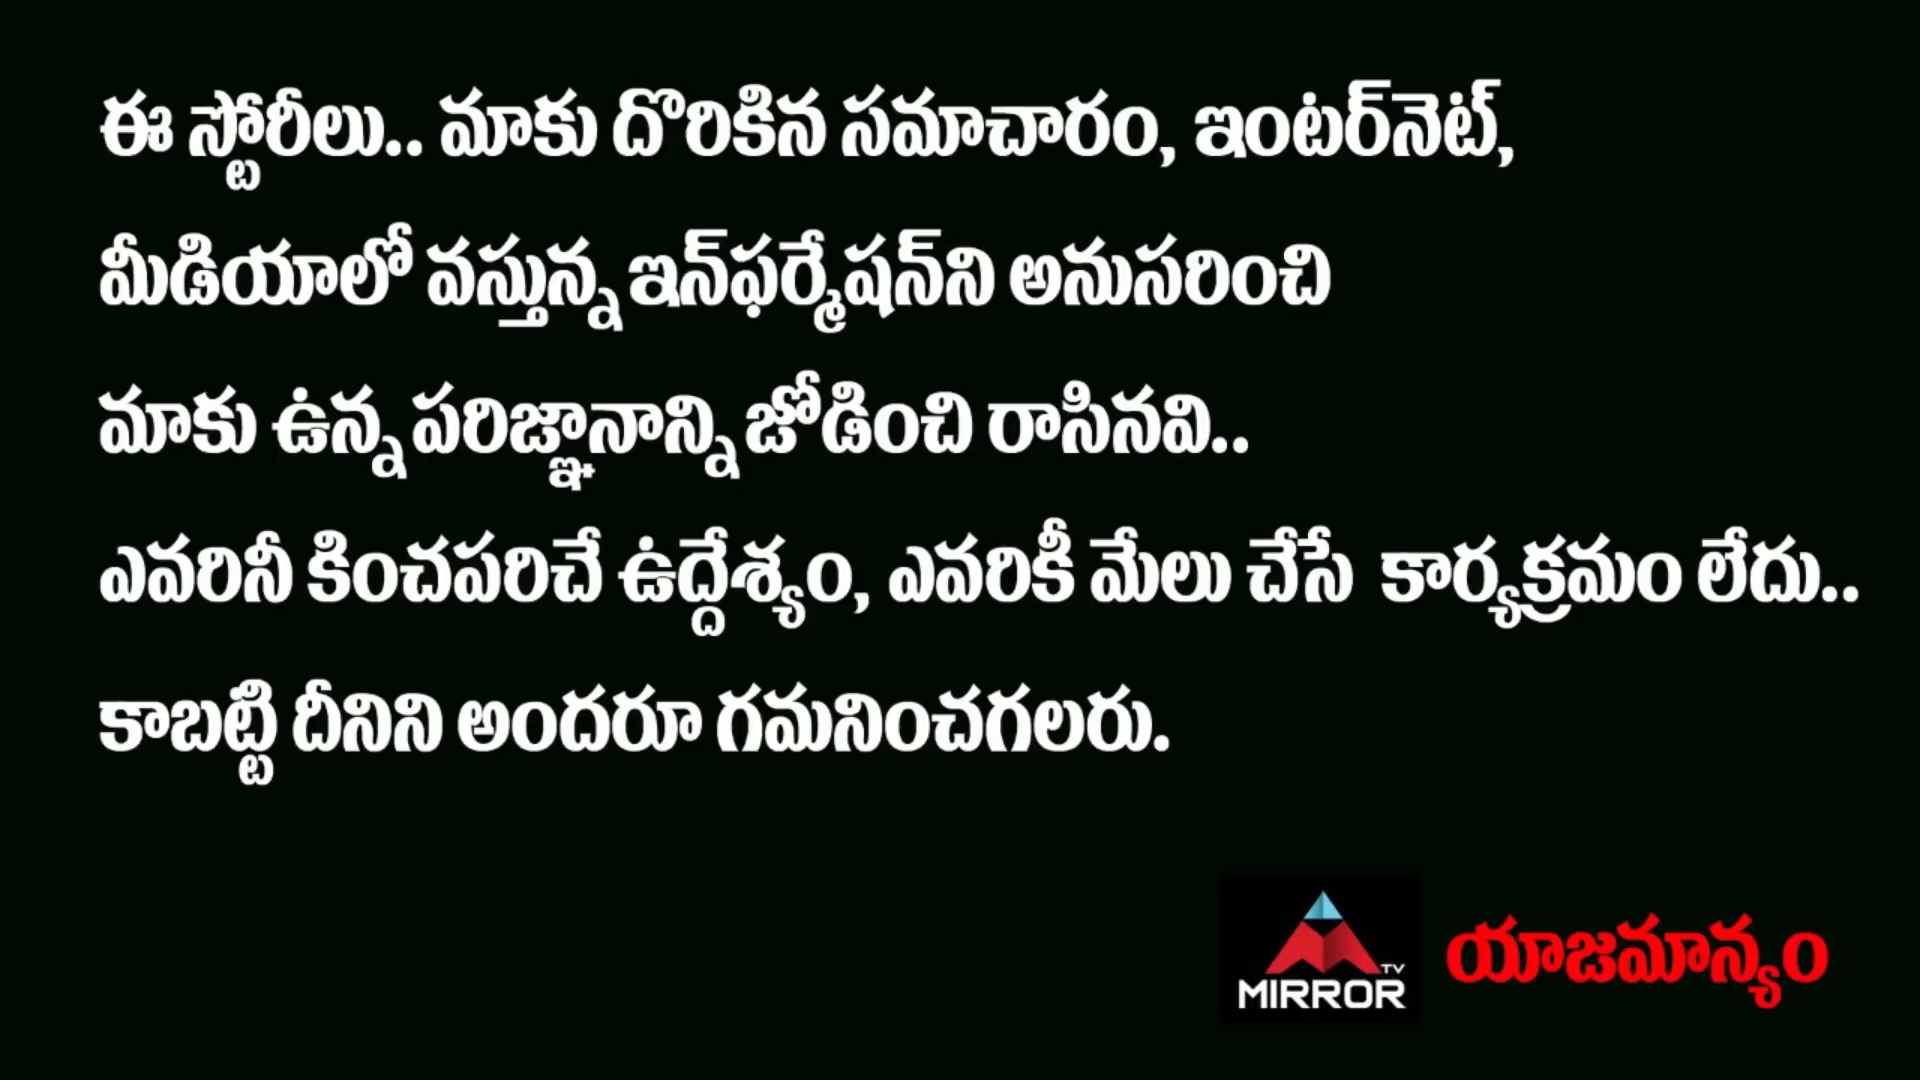 ఈ స్టోరీలు.. మాకు దొరికిన సమాచారం, ఇంటర్‌నెట్,
మీడియాలో వస్తున్న ఇన్‌ఫర్మేషన్‌ని అనుసరించి
మాకు ఉన్న పరిజ్ఞానాన్ని జోడించి రాసినవి..
ఎవరినీ కించపరిచే ఉద్దేశ్యం, ఎవరికీ మేలు చేసే కార్యక్రమం లేదు..
కాబట్టి దీనిని అందరూ గమనించగలరు.
MIRROR TV యాజమాన్యం